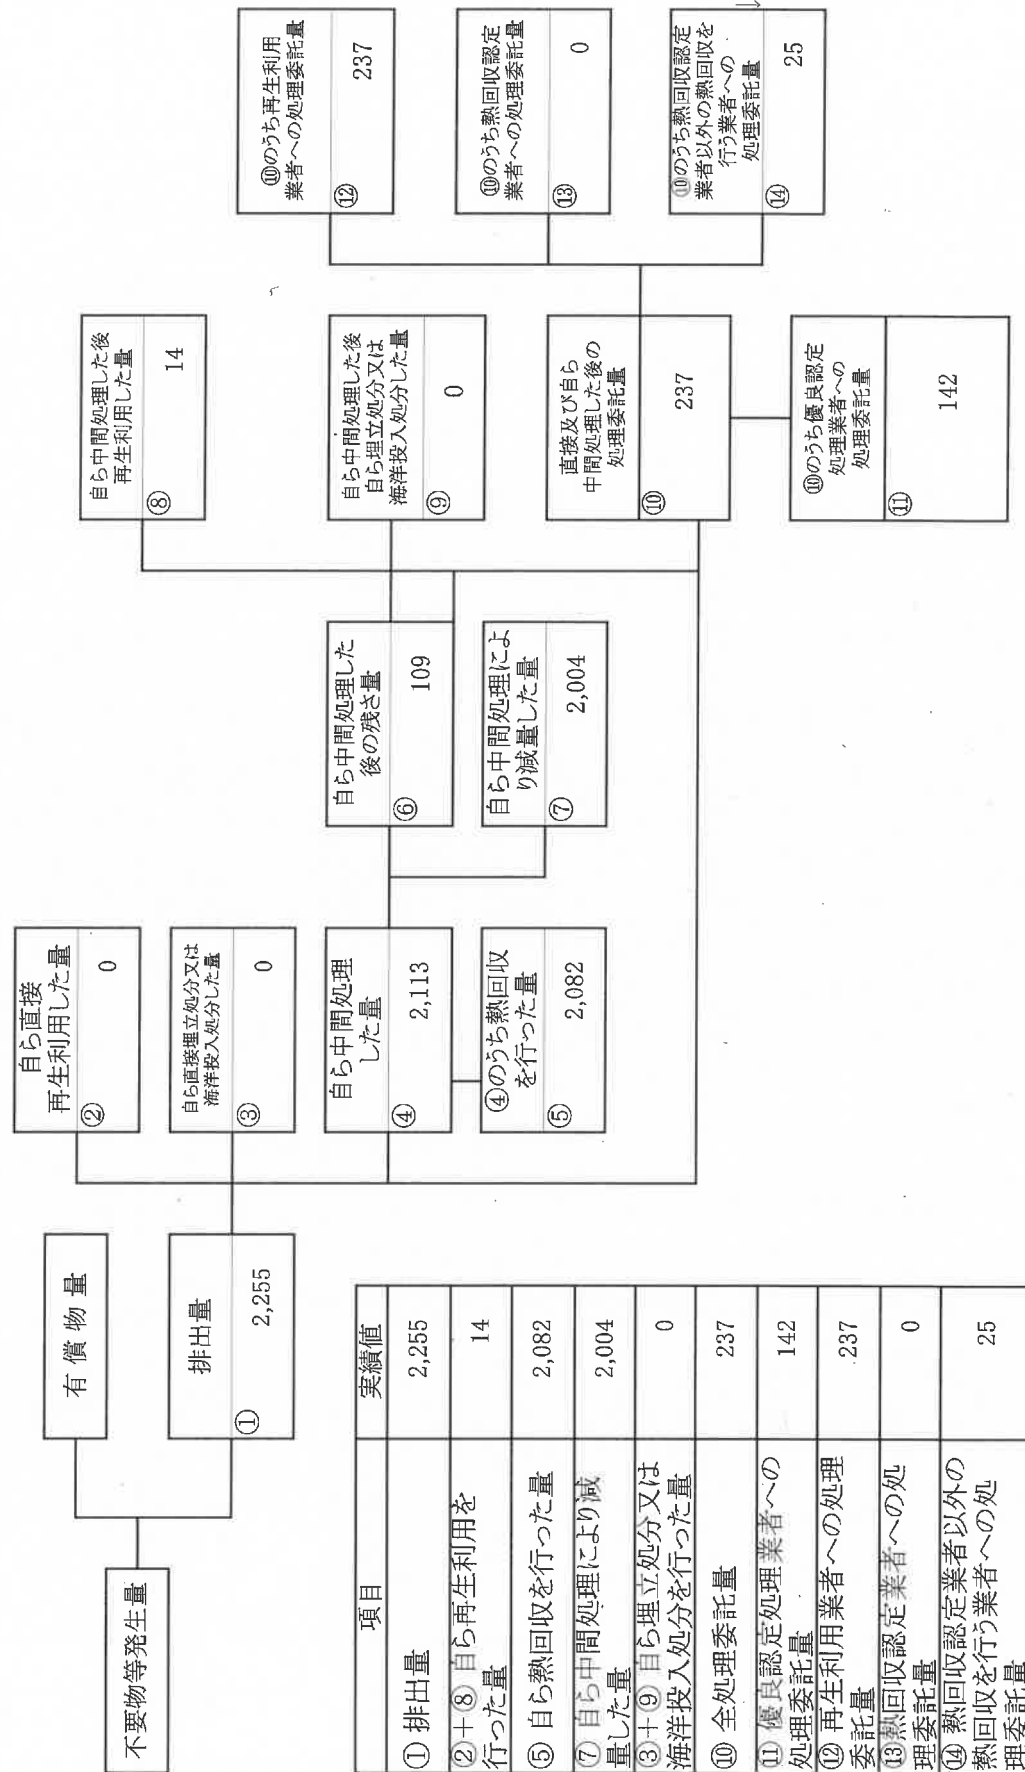 不要物等発生量
有 償 物 量
排出量
①
2,255
自ら直接
再生利用した量
②
0
自ら直接埋立処分又は
海洋投入処分した量
③
0
自ら中間処理
した量
④
2,113
④のうち熱回収
を行った量
⑤
2,082
自ら中間処理した
後の残さ量
⑥
109
自ら中間処理によ
り減量した量
⑦
2,004
自ら中間処理した後
再生利用した量
⑧
14
自ら中間処理した後
自ら埋立処分又は
海洋投入処分した量
⑨
0
直接及び自ら
中間処理した後の
処理委託量
⑩
237
⑩のうち優良認定
処理業者への
処理委託量
⑪
142
⑩のうち再生利用
業者への処理委託量
⑫
237
⑩のうち熱回収認定
業者への処理委託量
⑬
0
⑩のうち熱回収認定
業者以外の熱回収を
行う業者への
処理委託量
⑭
25
項目
実績値
① 排出量
2,255
②+⑧ 自ら再生利用を
行った量
14
⑤ 自ら熱回収を行った量
2,082
⑦ 自ら中間処理により減
量した量
2,004
③+⑨ 自ら埋立処分又は
海洋投入処分を行った量
0
⑩ 全処理委託量
237
⑪ 優良認定処理業者への
処理委託量
142
⑫ 再生利用業者への処理
委託量
237
⑬熱回収認定業者への処
理委託量
0
⑭ 熱回収認定業者以外の
熱回収を行う業者への処
理委託量
25